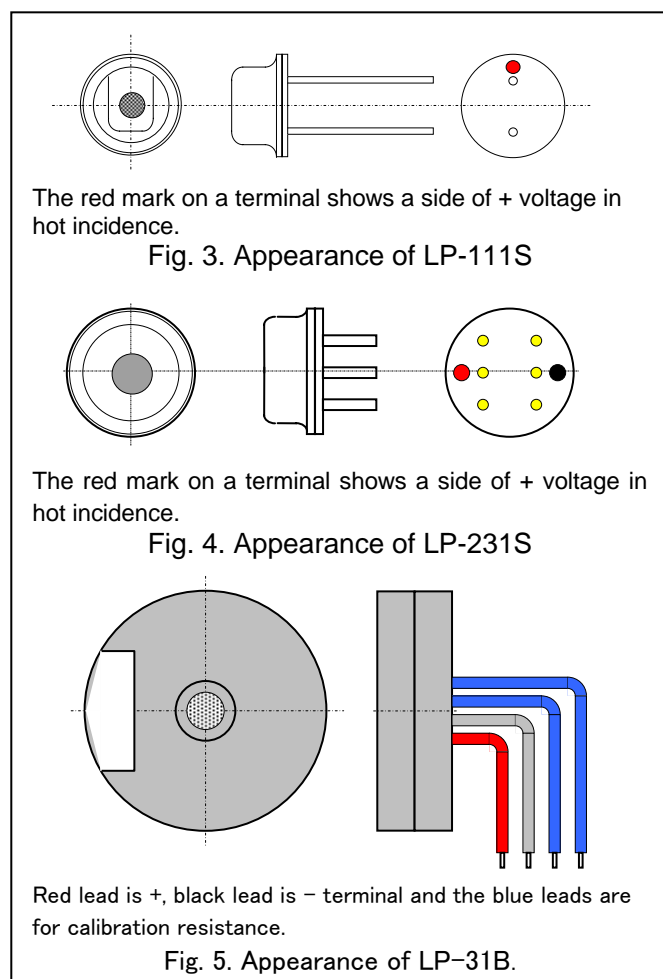 The red mark on a terminal shows a side of + voltage in
hot incidence.
Fig. 3. Appearance of LP-111S
The red mark on a terminal shows a side of + voltage in
hot incidence.
Fig. 4. Appearance of LP-231S
Red lead is +, black lead is − terminal and the blue leads are
for calibration resistance.
Fig. 5. Appearance of LP-31B.